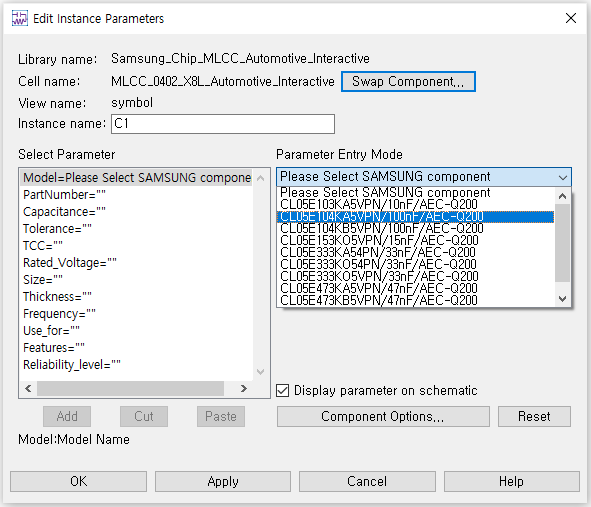 Edit Instance Parameters
Library name: Samsung_Chip_MLCC_Automotive_Interactive
Cell name: MLCC_0402_X8L_Automotive_Interactive Swap Component...
View name: symbol
Instance name: C1
Select Parameter
Model=Please Select SAMSUNG compone
PartNumber=""
Capacitance=""
Tolerance=""
TCC=""
Rated_Voltage=""
Size=""
Thickness=""
Frequency=""
Use_for=""
Features=""
Reliability_level=""
Parameter Entry Mode
Please Select SAMSUNG component
Please Select SAMSUNG component
CL05E103KA5VPN/10nF/AEC-Q200
CL05E104KA5VPN/100nF/AEC-Q200
CL05E104KB5VPN/100nF/AEC-Q200
CL05E153KO5VPN/15nF/AEC-Q200
CL05E333KA54PN/33nF/AEC-Q200
CL05E333KO54PN/33nF/AEC-Q200
CL05E333KO5VPN/33nF/AEC-Q200
CL05E473KA5VPN/47nF/AEC-Q200
CL05E473KB5VPN/47nF/AEC-Q200
Display parameter on schematic
Add Cut Paste Component Options... Reset
Model:Model Name
OK Apply Cancel Help